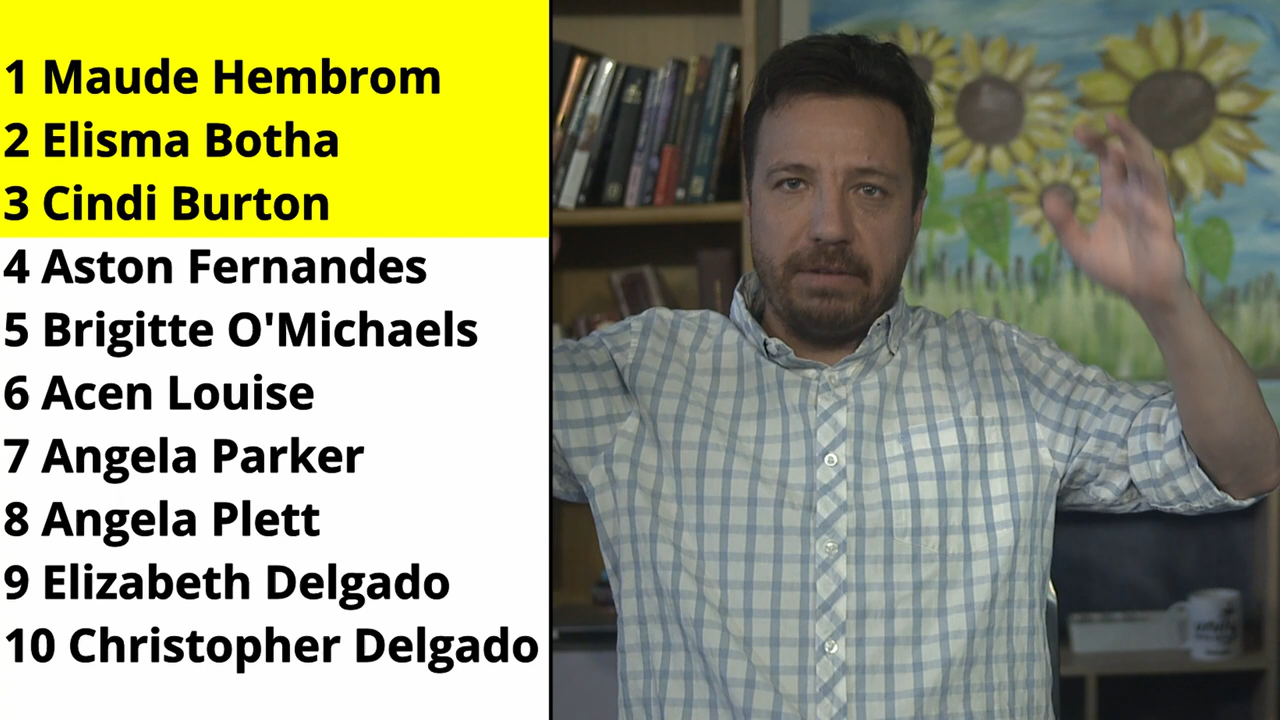 1 Maude Hembrom
2 Elisma Botha
3 Cindi Burton
4 Aston Fernandes
5 Brigitte O'Michaels
6 Acen Louise
7 Angela Parker
8 Angela Plett
9 Elizabeth Delgado
10 Christopher Delgado